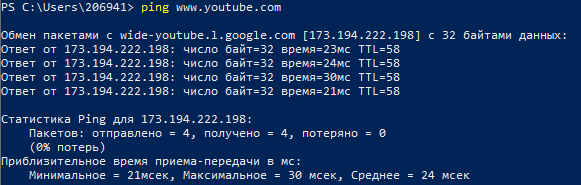 PS C:\Users\206941> ping www.youtube.com
Обмен пакетами с wide-youtube.l.google.com [173.194.222.198] с 32 байтами данных:
Ответ от 173.194.222.198: число байт=32 время=23мс TTL=58
Ответ от 173.194.222.198: число байт=32 время=24мс TTL=58
Ответ от 173.194.222.198: число байт=32 время=30мс TTL=58
Ответ от 173.194.222.198: число байт=32 время=21мс TTL=58
Статистика Ping для 173.194.222.198:
Пакетов: отправлено = 4, получено = 4, потеряно = 0
(0% потерь)
Приблизительное время приема-передачи в мс:
Минимальное = 21мсек, Максимальное = 30 мсек, Среднее = 24 мсек